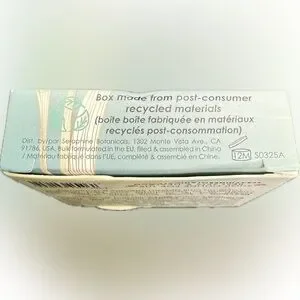 Box made from post-consumer
recycled materials
(boîte boîte fabriquée en matériaux
recyclés post-consommation)
Dist. by/par Seraphine Botanicals, 1302 Monte Vista Ave., CA
91786, USA, Bulk formulated in the EU, filled & assembled in China
/ Matériau fabriqué dans l'UE, complété & assemblé en Chine.
12M S0325A